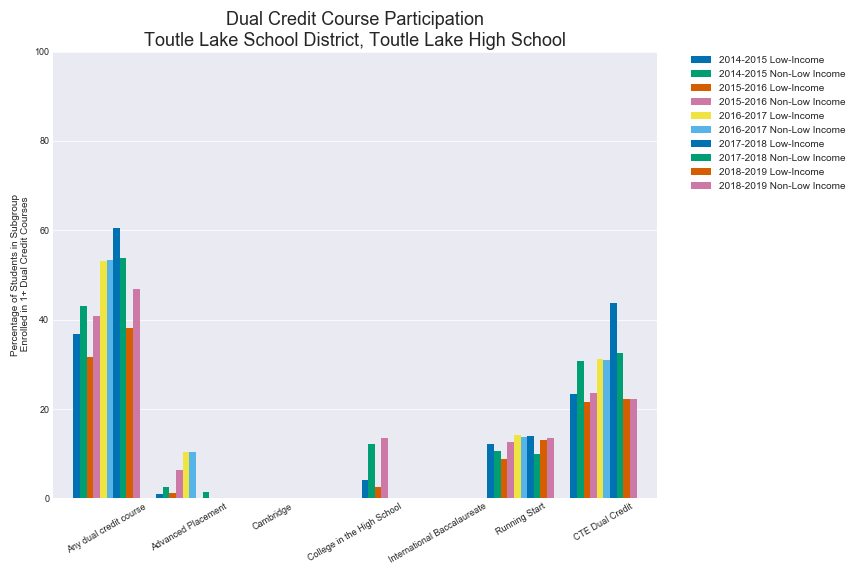 Dual Credit Course Participation
Toutle Lake School District, Toutle Lake High School
100
80
60
40
20
0
Percentage of Students in Subgroup
Enrolled in 1+ Dual Credit Courses
Any dual credit course
Advanced Placement
Cambridge
College in the High School
International Baccalaureate
Running Start
CTE Dual Credit
2014-2015 Low-Income
2014-2015 Non-Low Income
2015-2016 Low-Income
2015-2016 Non-Low Income
2016-2017 Low-Income
2016-2017 Non-Low Income
2017-2018 Low-Income
2017-2018 Non-Low Income
2018-2019 Low-Income
2018-2019 Non-Low Income